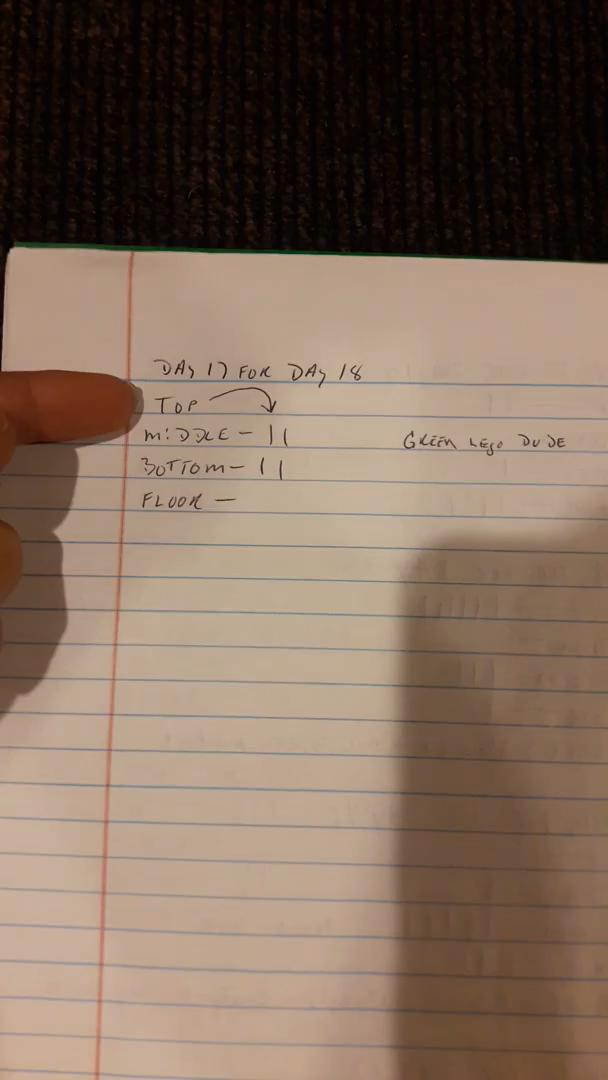 DAy 17 FOR DAy 18
TOP
MiDDLE - 11 GREEN LEgo DUDE
BOTTOM - 11
FLOOR -